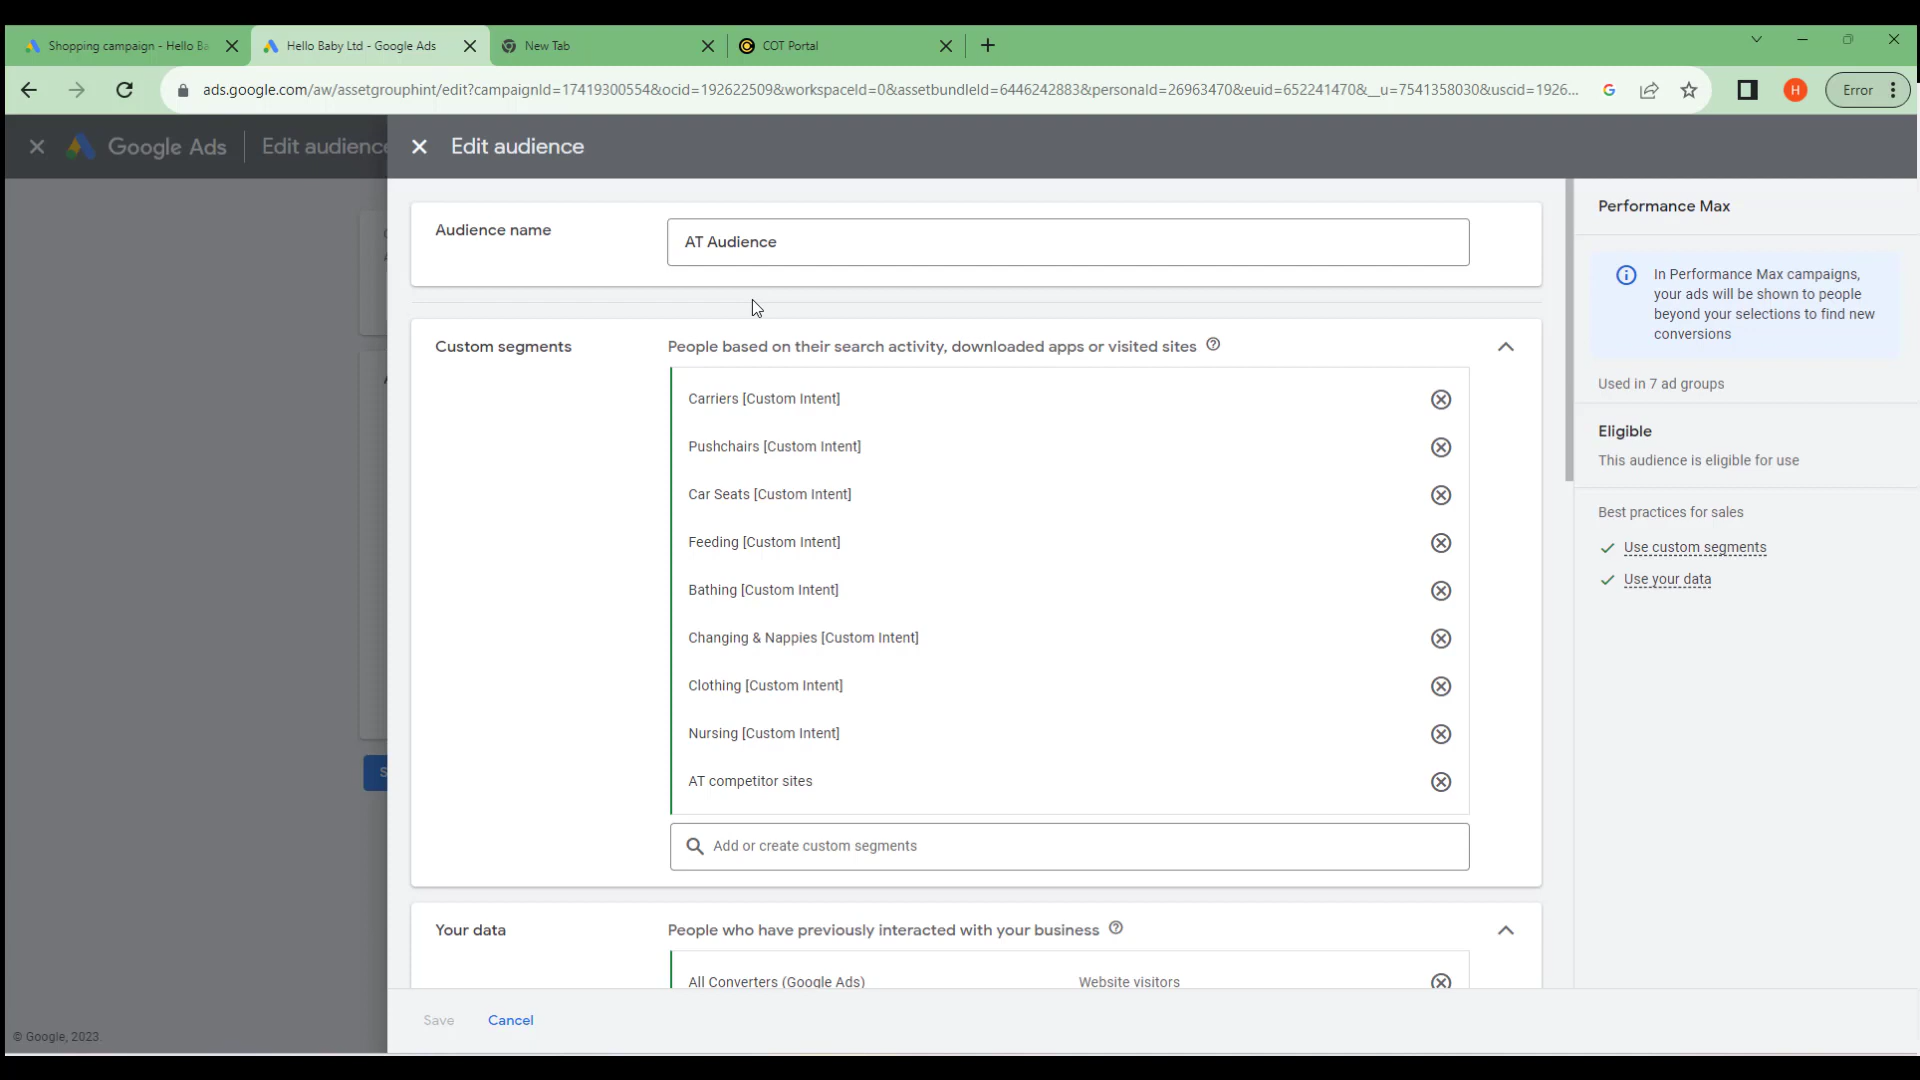 Shopping campaign - Hello Ba
Hello Baby Ltd - Google Ads
New Tab
COT Portal
ads.google.com/aw/assetgrouphint/edit?campaignId=17419300554&ocid=192622509&workspaceId=0&assetbundleId=6446242883&personaId=26963470&euid=652241470&__u=7541358030&uscid=1926...
H
Error
Google Ads
Edit audience
Edit audience
Audience name
AT Audience
Custom segments
People based on their search activity, downloaded apps or visited sites
Carriers [Custom Intent]
Pushchairs [Custom Intent]
Car Seats [Custom Intent]
Feeding [Custom Intent]
Bathing [Custom Intent]
Changing & Nappies [Custom Intent]
Clothing [Custom Intent]
Nursing [Custom Intent]
AT competitor sites
Add or create custom segments
Your data
People who have previously interacted with your business
All Converters (Google Ads)
Website visitors
Save
Cancel
© Google, 2023.
Performance Max
In Performance Max campaigns,
your ads will be shown to people
beyond your selections to find new
conversions
Used in 7 ad groups
Eligible
This audience is eligible for use
Best practices for sales
Use custom segments
Use your data